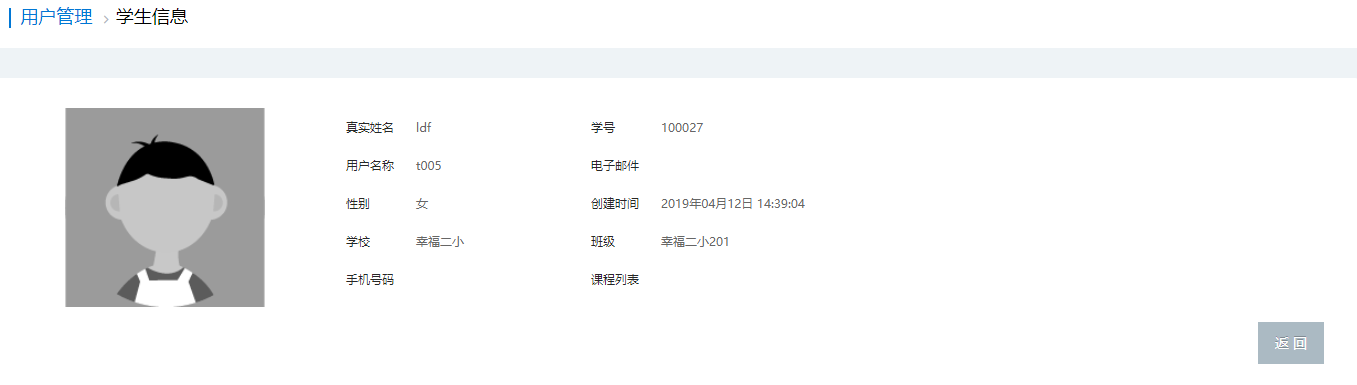 用户管理 > 学生信息
真实姓名 ldf 学号 100027
用户名称 t005 电子邮件
性别 女 创建时间 2019年04月12日 14:39:04
学校 幸福二小 班级 幸福二小201
手机号码 课程列表
返 回